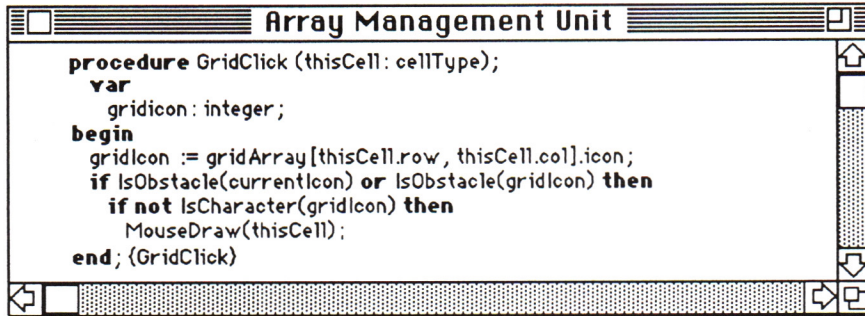 Array Management Unit
procedure GridClick (thisCell: cellType);
var
gridicon: integer;
begin
gridIcon := gridArray[thisCell.row, thisCell.col].icon;
if IsObstacle(currentIcon) or IsObstacle(gridIcon) then
if not IsCharacter(gridIcon) then
MouseDraw(thisCell);
end; {GridClick}